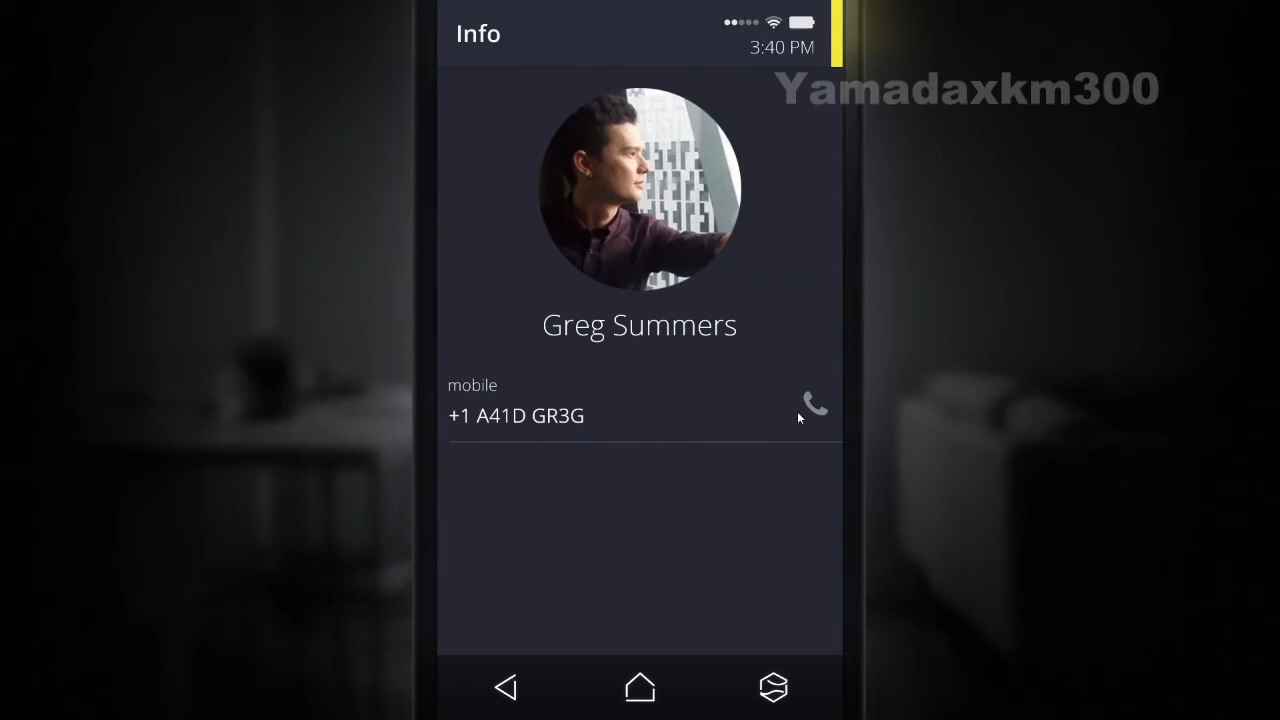 Info
3:40 PM
Yamadaxkm300
Greg Summers
mobile
+1 A41D GR3G